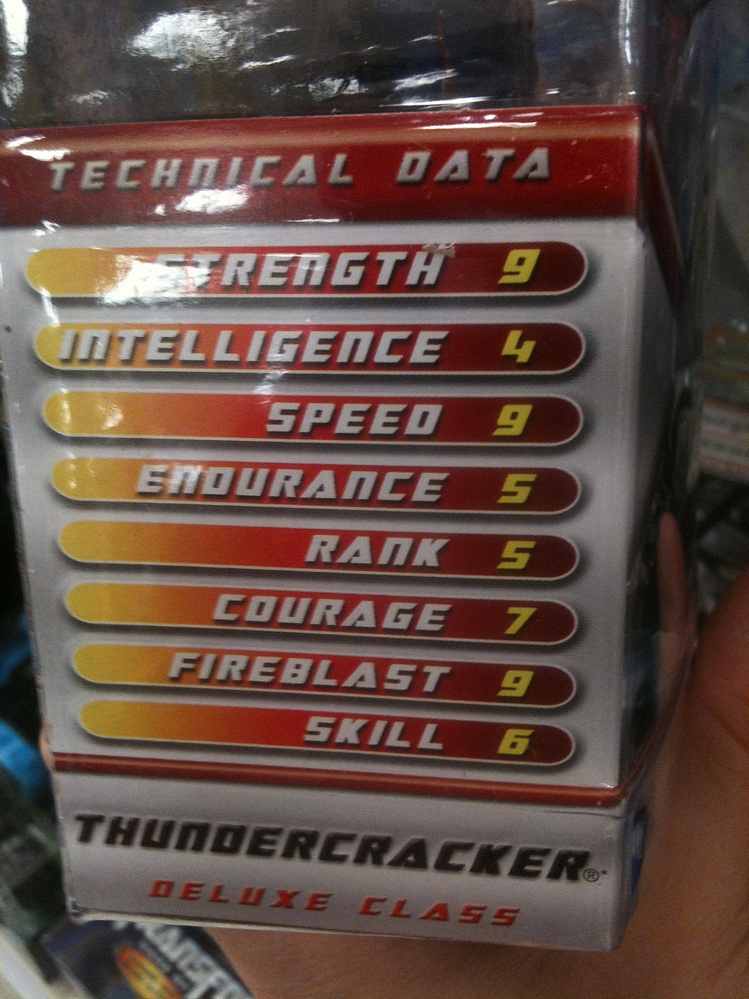 TECHNICAL DATA
STRENGTH 9
INTELLIGENCE 4
SPEED 9
ENDURANCE 5
RANK 5
COURAGE 7
FIREBLAST 9
SKILL 6
THUNDERCRACKER®*
DELUXE CLASS